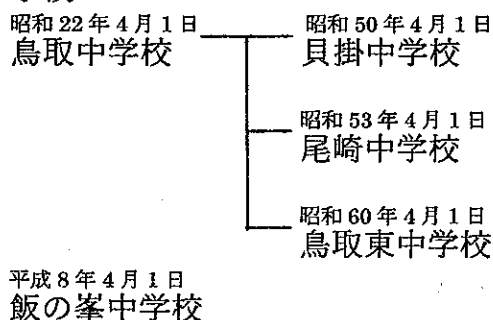 昭和22年4月1日
鳥取中学校
昭和50年4月1日
貝掛中学校
昭和53年4月1日
尾崎中学校
昭和60年4月1日
鳥取東中学校
平成8年4月1日
飯の峯中学校